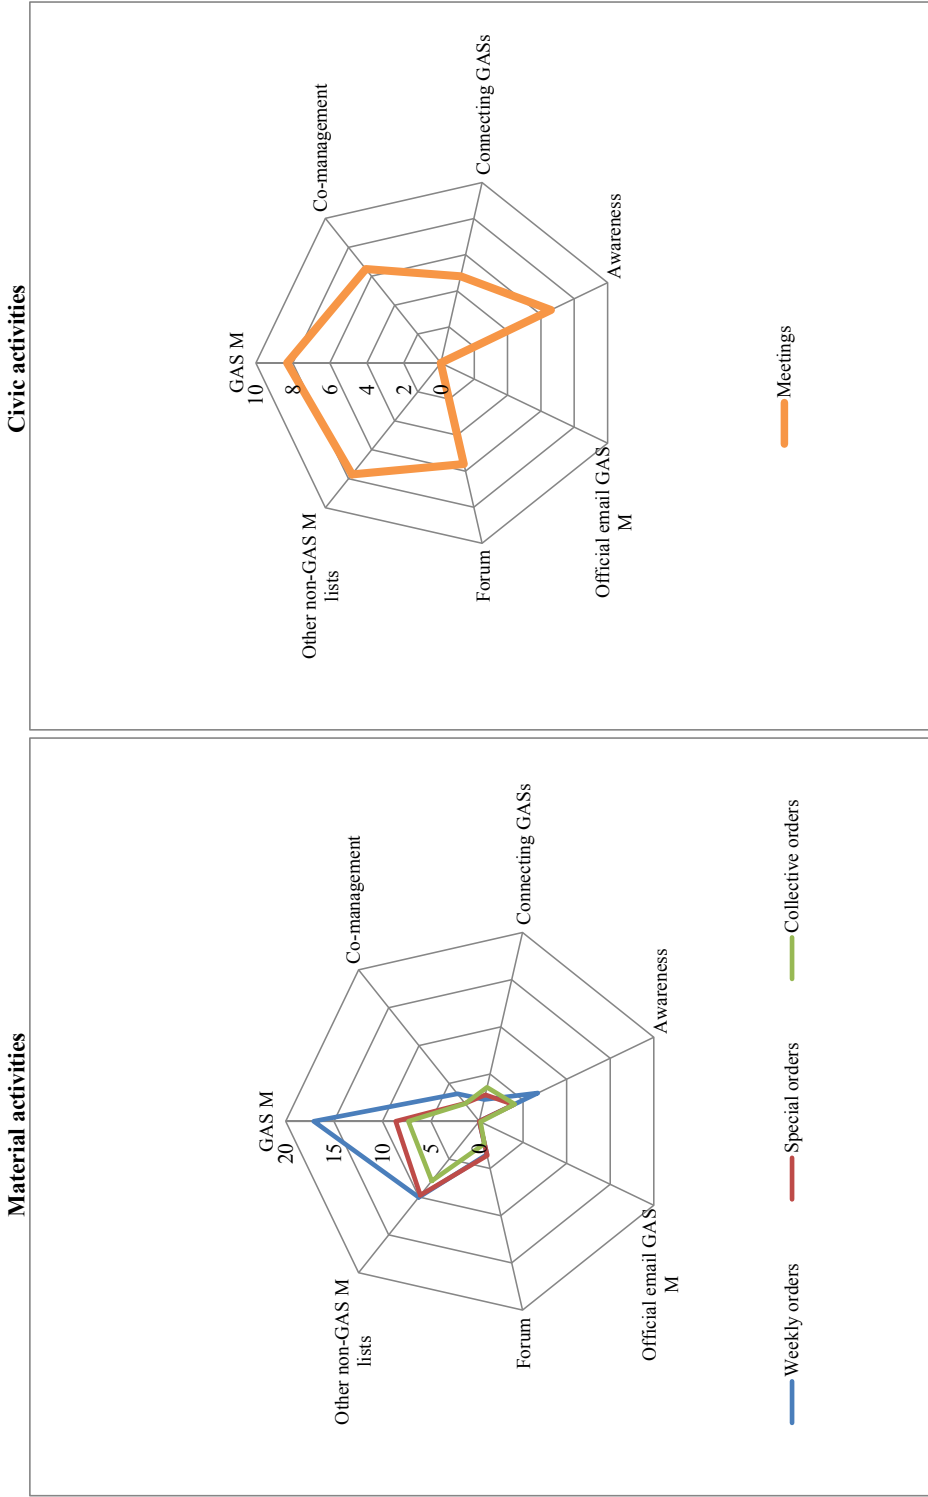 Material activities
GAS M
20
15
10
5
0
Co-management
Connecting GASs
Awareness
Official email GAS
M
Forum
Other non-GAS M
lists
Weekly orders
Special orders
Collective orders
Civic activities
GAS M
10
8
6
4
2
0
Co-management
Connecting GASs
Awareness
Official email GAS
M
Forum
Other non-GAS M
lists
Meetings